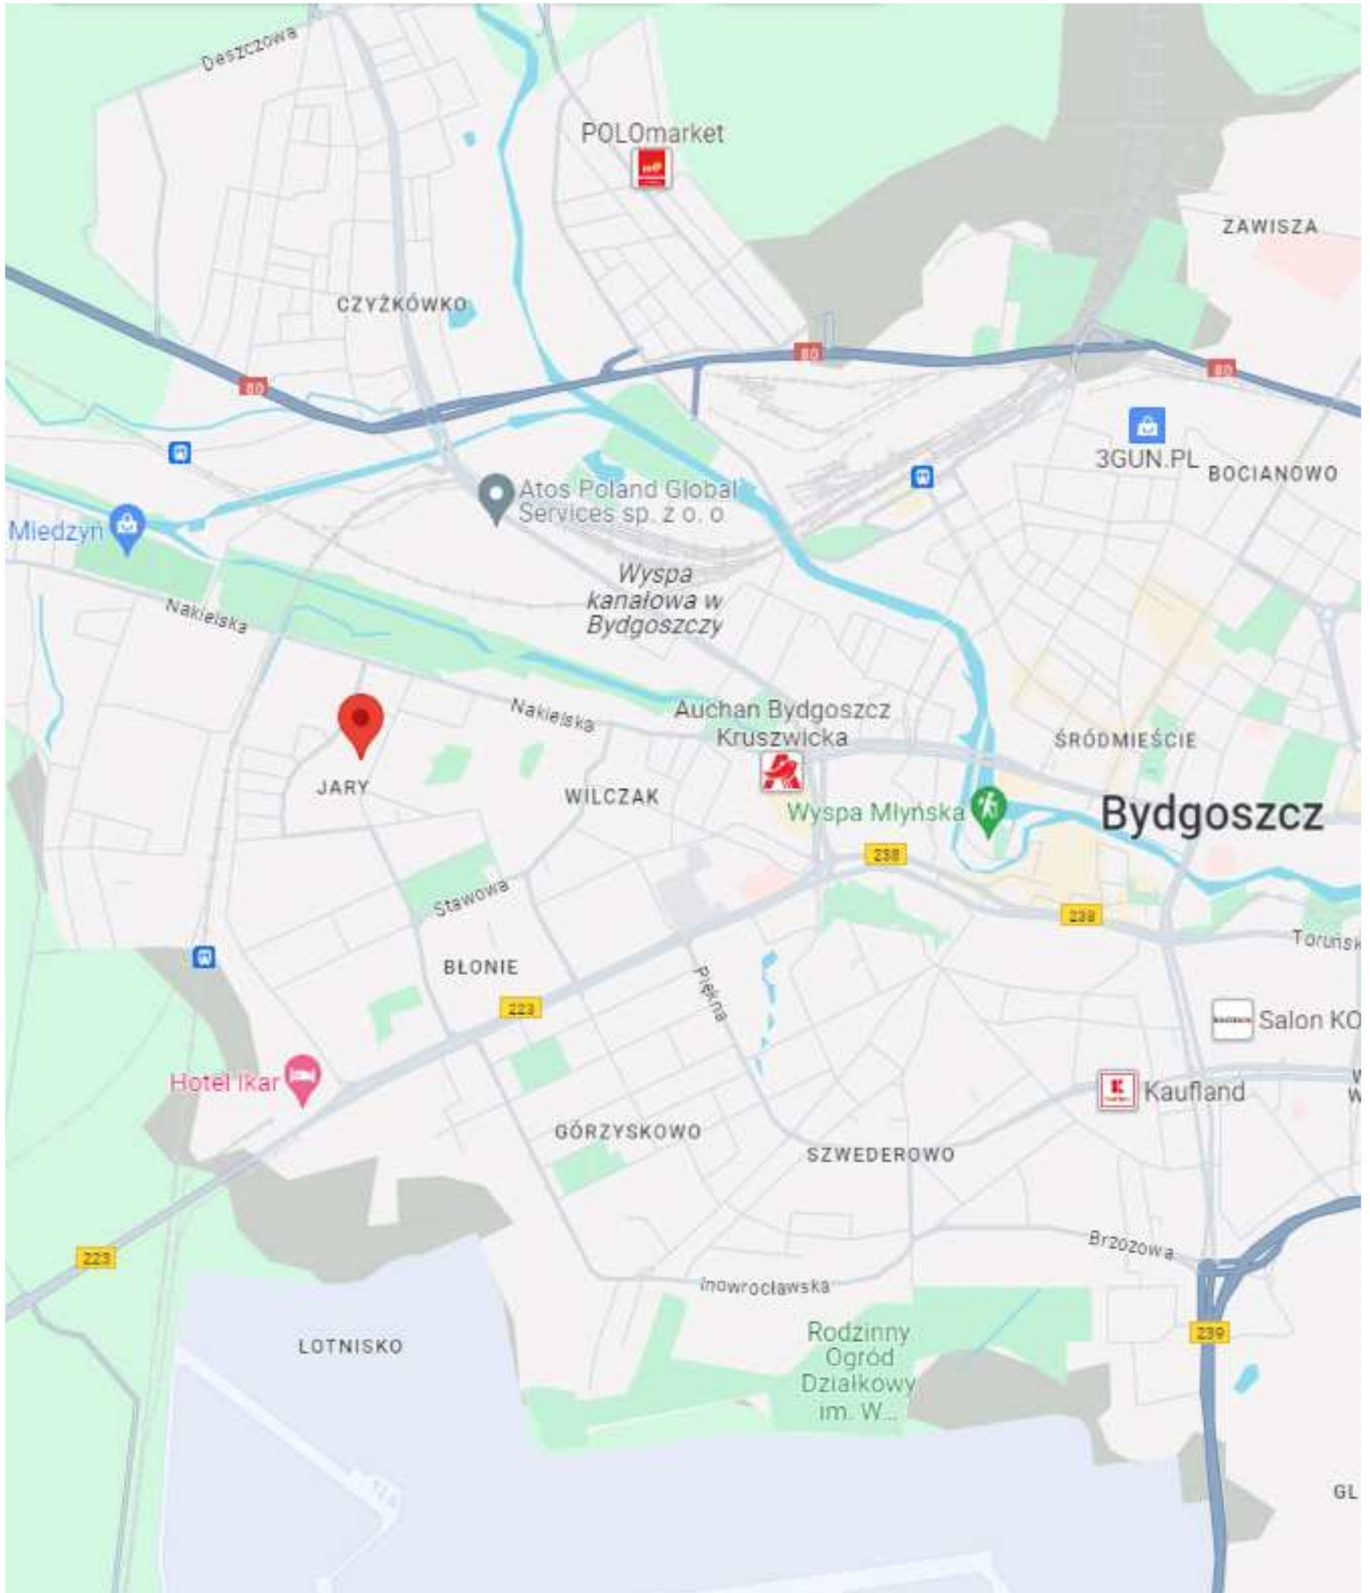 Deszczowa
POLOmarket
ZAWISZA
CZYŻKÓWKO
80
80
80
3GUN.PL
BOCIANOWO
Atos Poland Global
Services sp. z o. o
Miedzyń
Wyspa
kanałowa w
Bydgoszczy
Nakielska
Nakielska
Auchan Bydgoszcz
Kruszwicka
ŚRÓDMIEŚCIE
JARY
WILCZAK
Wyspa Młyńska
Bydgoszcz
238
Stawowa
238
Toruńsk
BŁONIE
Piękna
223
Salon KO
Hotel Ikar
Kaufland
W
W
GÓRZYSKOWO
SZWEDEROWO
Brzozowa
223
Inowrocławska
LOTNISKO
Rodzinny
Ogród
Działkowy
im. W...
239
GL